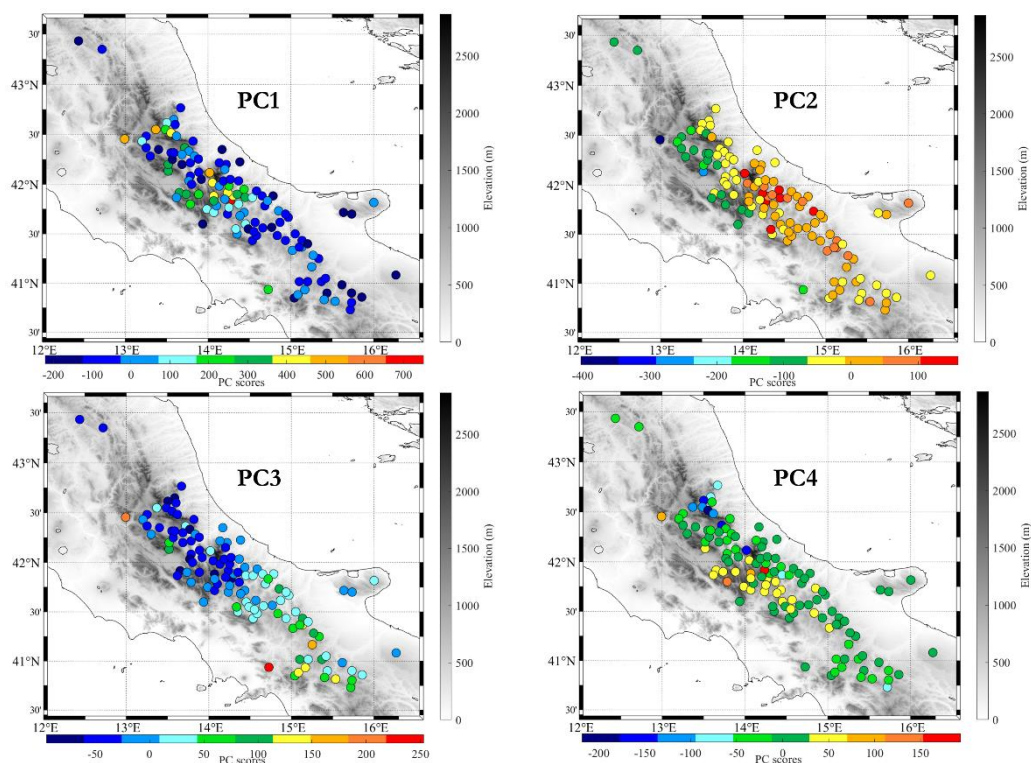 30'
43°N
30'
42°N
30'
41°N
30'
PC1
12°E 13°E 14°E 15°E 16°E
2500
2000
1500
1000
500
0
Elevation (m)
-200 -100 0 100 200 300 400 500 600 700
PC scores
30'
43°N
30'
42°N
30'
41°N
30'
PC2
12°E 13°E 14°E 15°E 16°E
2500
2000
1500
1000
500
0
Elevation (m)
-400 -300 -200 -100 0 100
PC scores
30'
43°N
30'
42°N
30'
41°N
30'
PC3
12°E 13°E 14°E 15°E 16°E
2500
2000
1500
1000
500
0
Elevation (m)
-50 0 50 100 150 200 250
PC scores
30'
43°N
30'
42°N
30'
41°N
30'
PC4
12°E 13°E 14°E 15°E 16°E
2500
2000
1500
1000
500
0
Elevation (m)
-200 -150 -100 -50 0 50 100 150
PC scores